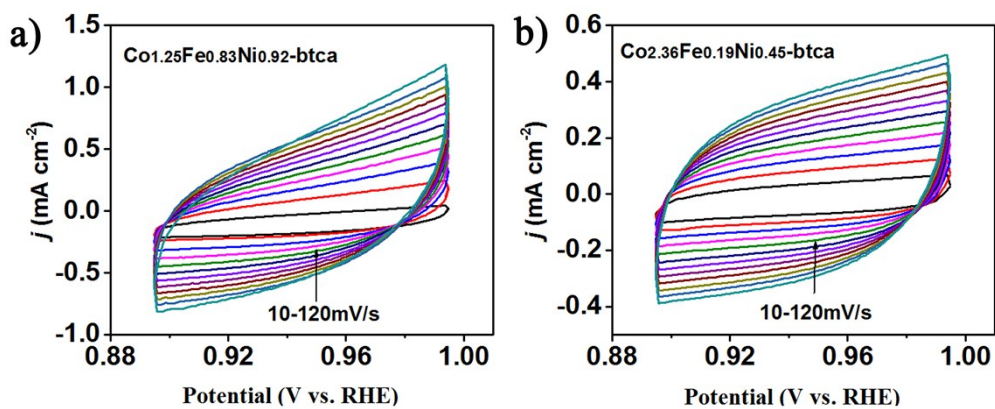 a)
Co1.25Fe0.83Ni0.92-btca
1.5
1.0
0.5
0.0
-0.5
-1.0
j (mA cm-2)
10-120mV/s
0.88 0.92 0.96 1.00
Potential (V vs. RHE)
b)
Co2.36Fe0.19Ni0.45-btca
0.6
0.4
0.2
0.0
-0.2
-0.4
j (mA cm-2)
10-120mV/s
0.88 0.92 0.96 1.00
Potential (V vs. RHE)